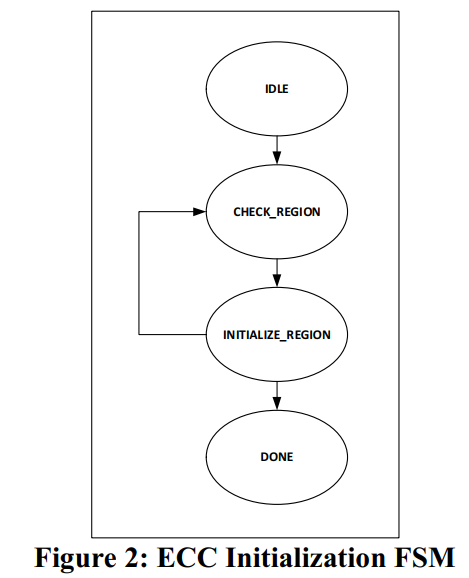 IDLE
CHECK_REGION
INITIALIZE_REGION
DONE
Figure 2: ECC Initialization FSM